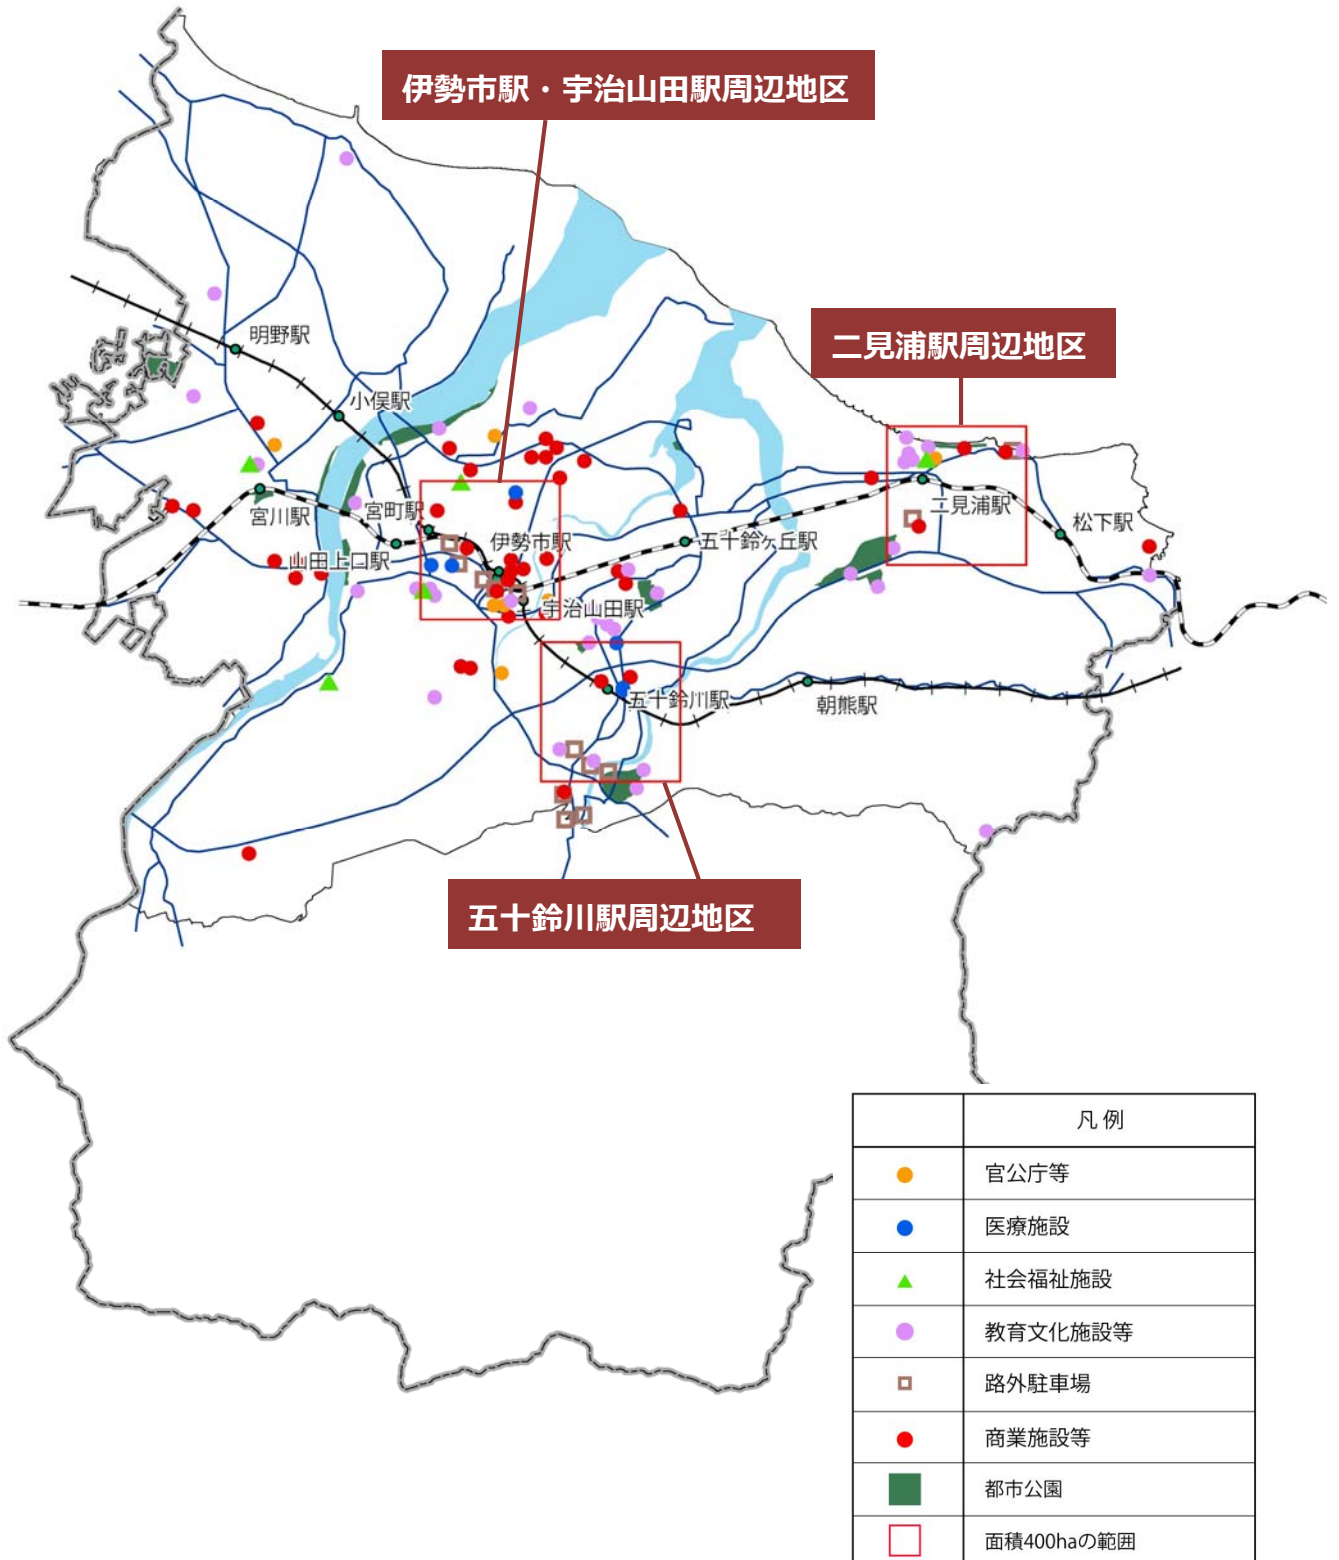 伊勢市駅・宇治山田駅周辺地区
二見浦駅周辺地区
明野駅
小俣駅
宮川駅
宮町駅
山田上口駅
伊勢市駅
五十鈴ヶ丘駅
二見浦駅
松下駅
宇治山田駅
五十鈴川駅
朝熊駅
五十鈴川駅周辺地区
凡例
官公庁等
医療施設
社会福祉施設
教育文化施設等
路外駐車場
商業施設等
都市公園
面積400haの範囲